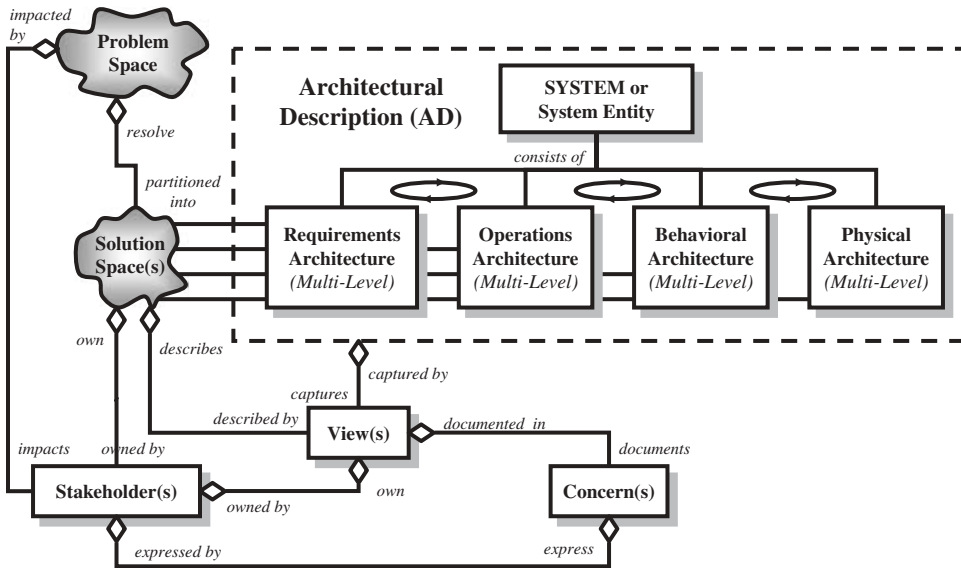 impacted
by
Problem
Space
resolve
partitioned
into
Solution
Space(s)
Architectural
Description (AD)
SYSTEM or
System Entity
consists of
Requirements
Architecture
(Multi-Level)
Operations
Architecture
(Multi-Level)
Behavioral
Architecture
(Multi-Level)
Physical
Architecture
(Multi-Level)
own
describes
captured by
captures
described by
View(s)
documented in
impacts
owned by
documents
Stakeholder(s)
owned by
own
Concern(s)
expressed by
express